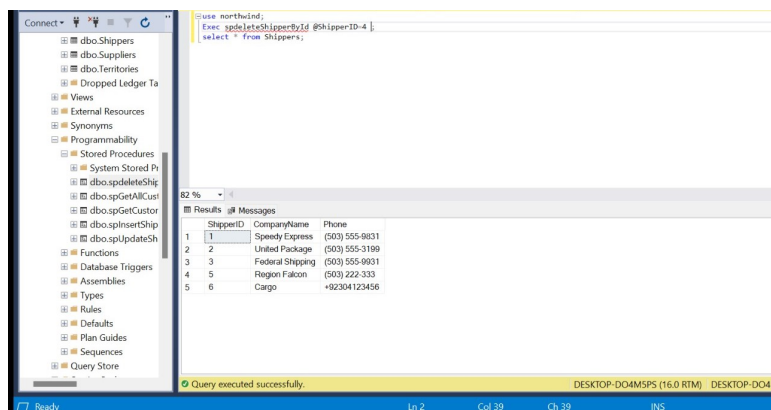 Connect
dbo.Shippers
dbo.Suppliers
dbo.Territories
Dropped Ledger Ta
Views
External Resources
Synonyms
Programmability
Stored Procedures
System Stored Pr
dbo.spdeleteShip
dbo.spGetAllCust
dbo.spGetCustor
dbo.spInsertShip
dbo.spUpdateSh
Functions
Database Triggers
Assemblies
Types
Rules
Defaults
Plan Guides
Sequences
Query Store
use northwind;
Exec spdeleteShipperById @ShipperID=4 ;
select * from Shippers;
82 %
Results Messages
ShipperID CompanyName Phone
1 1 Speedy Express (503) 555-9831
2 2 United Package (503) 555-3199
3 3 Federal Shipping (503) 555-9931
4 5 Region Falcon (503) 222-333
5 6 Cargo +92304123456
Query executed successfully. DESKTOP-DO4M5PS (16.0 RTM) DESKTOP-DO4
Ready Ln 2 Col 39 Ch 39 INS